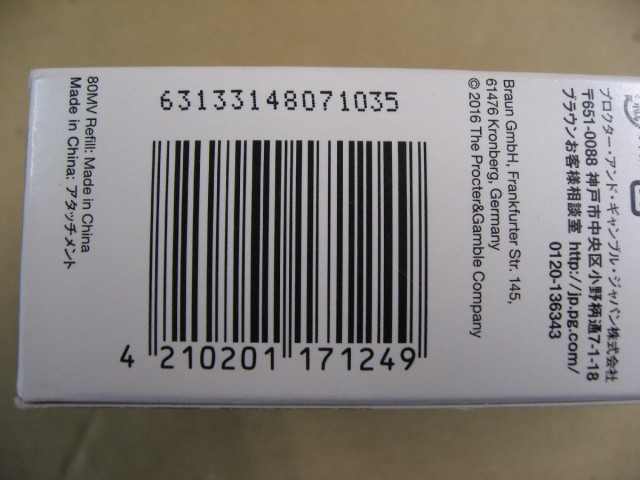 63133148071035
4 210201 171249
80MV Refill: Made in China
Made in China: アタッチメント
Braun GmbH, Frankfurter Str. 145,
61476 Kronberg, Germany
© 2016 The Procter&Gamble Company
プロクター・アンド・ギャンブル・ジャパン株式会社
〒651-0088 神戸市中央区小野柄通7-1-18
ブラウンお客様相談室 http://jp.pg.com/
0120-136343